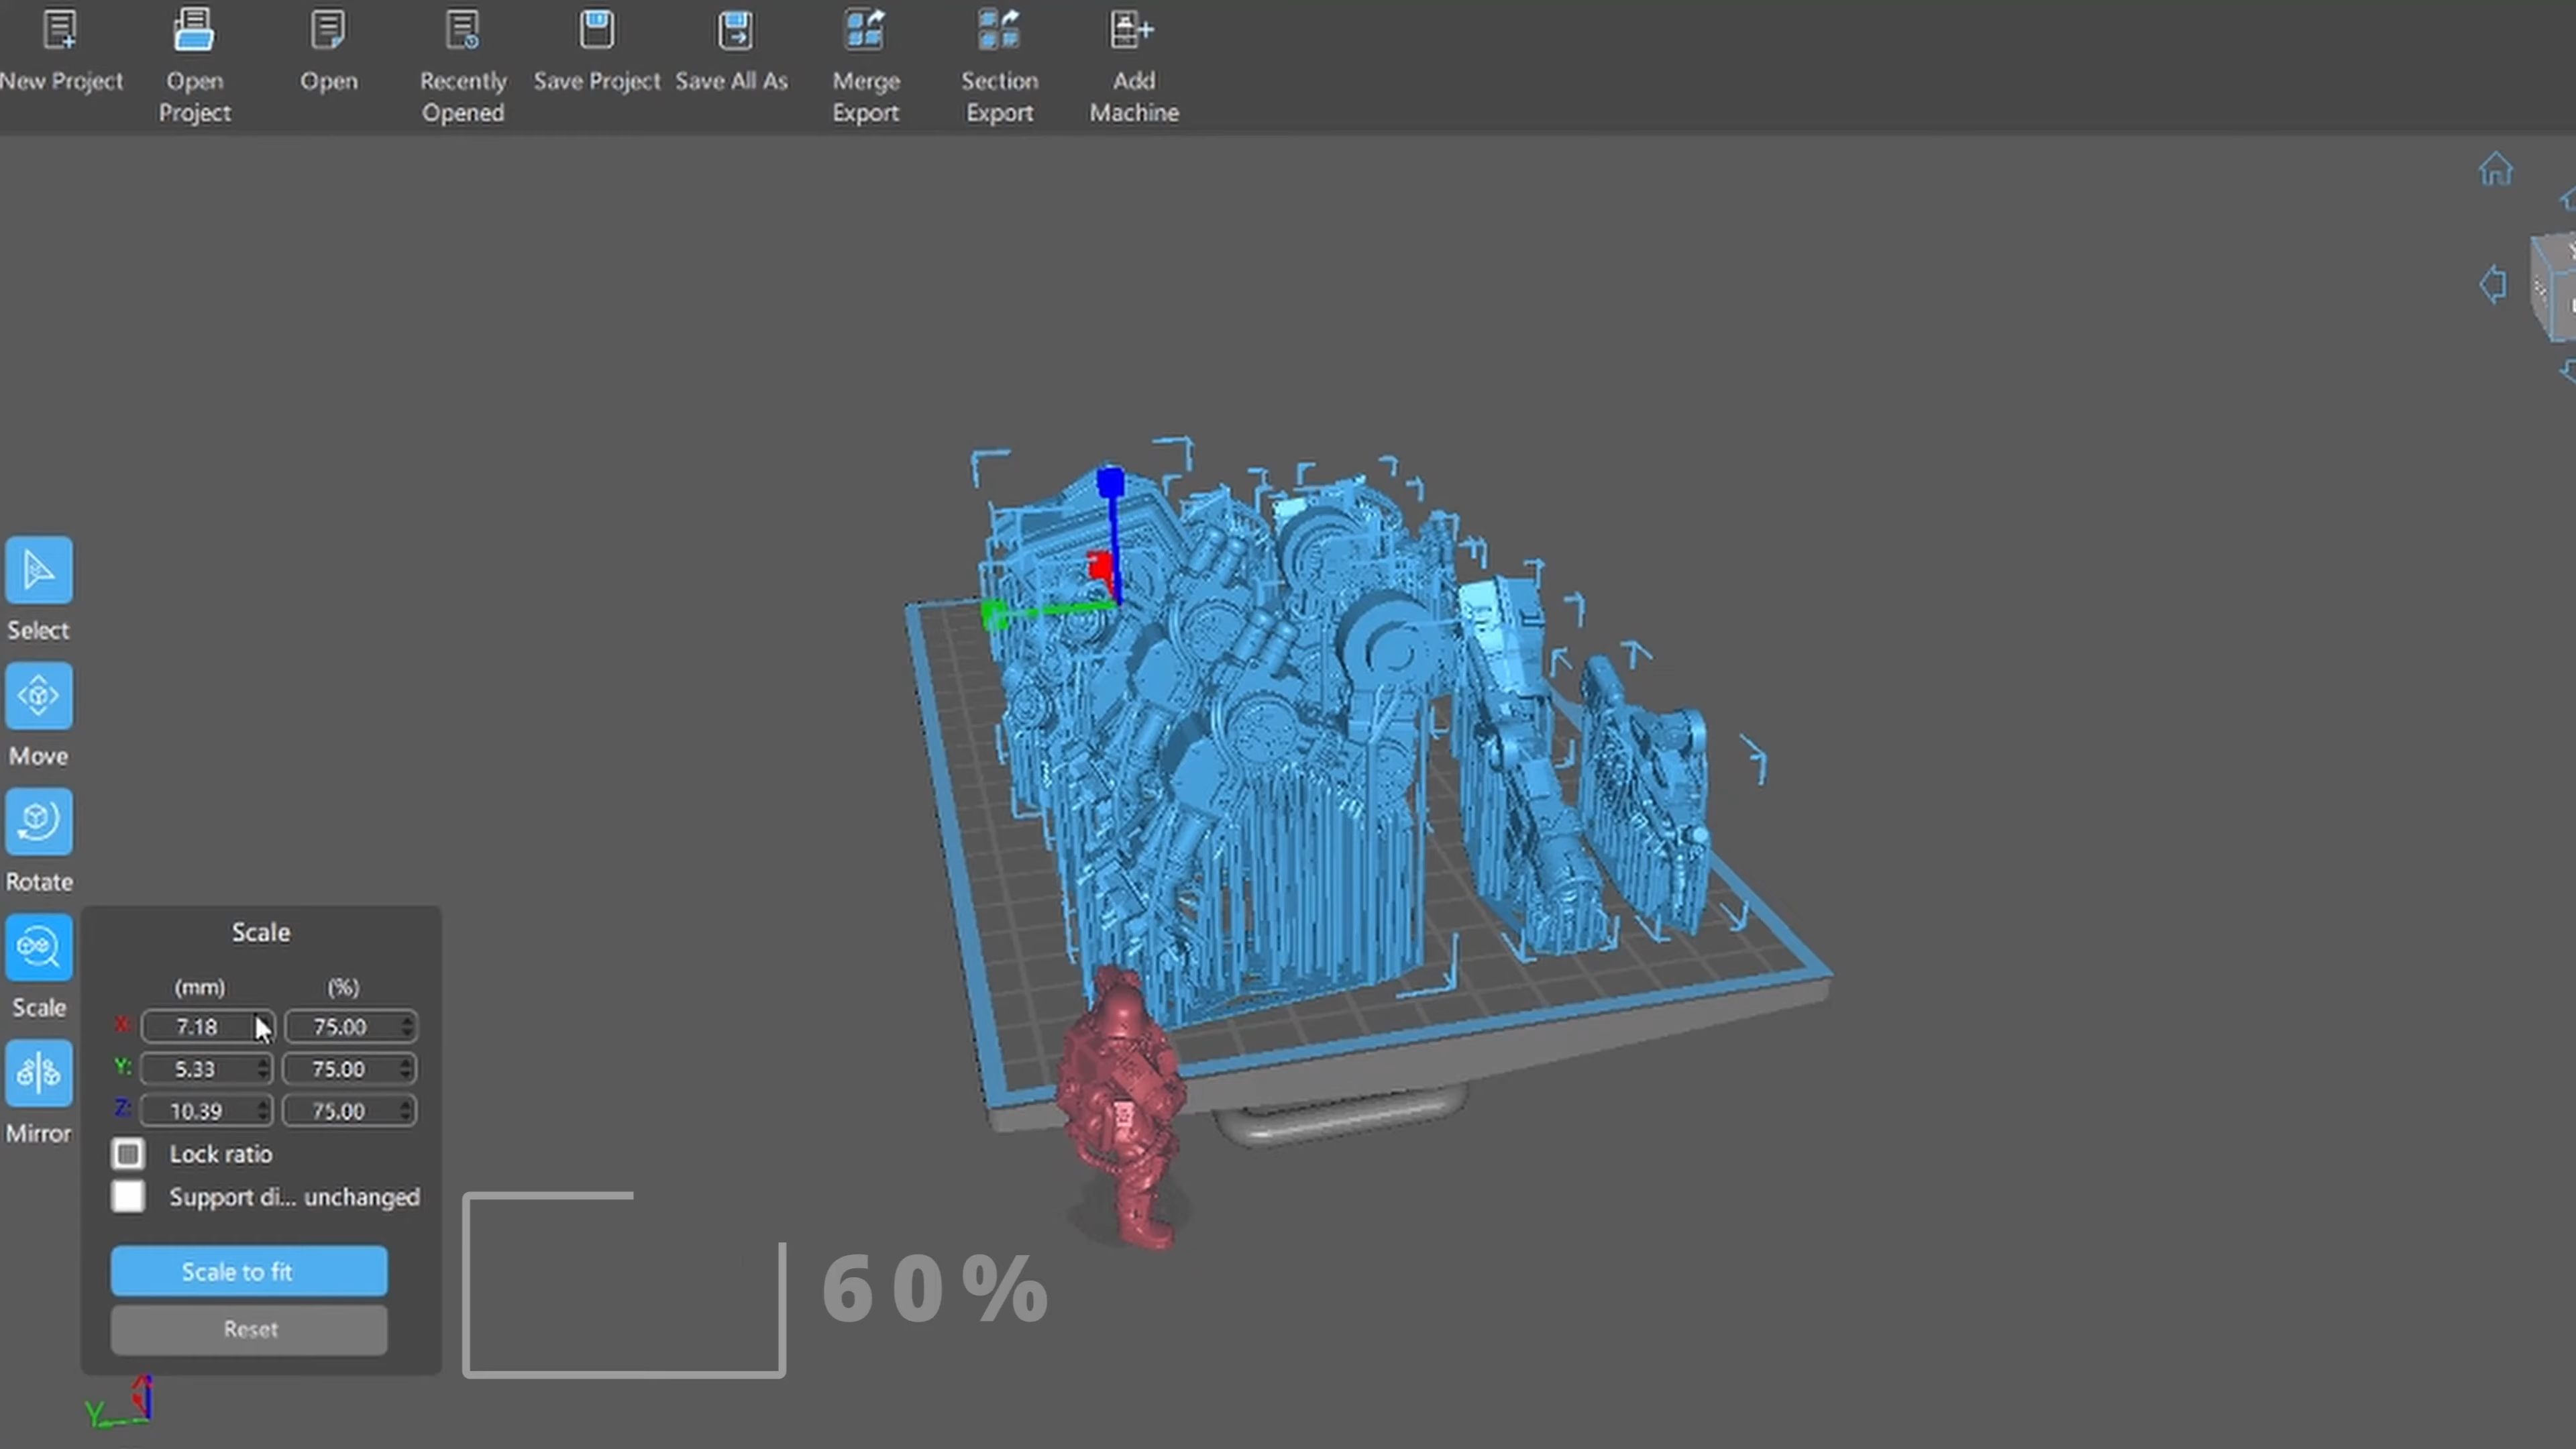 New Project
Open Project
Open
Recently Opened
Save Project
Save All As
Merge Export
Section Export
Add Machine
Select
Move
Rotate
Scale
Mirror
Scale
(mm) (%)
X: 7.18 75.00
Y: 5.33 75.00
Z: 10.39 75.00
Lock ratio
Support di... unchanged
Scale to fit
Reset
60%
Y